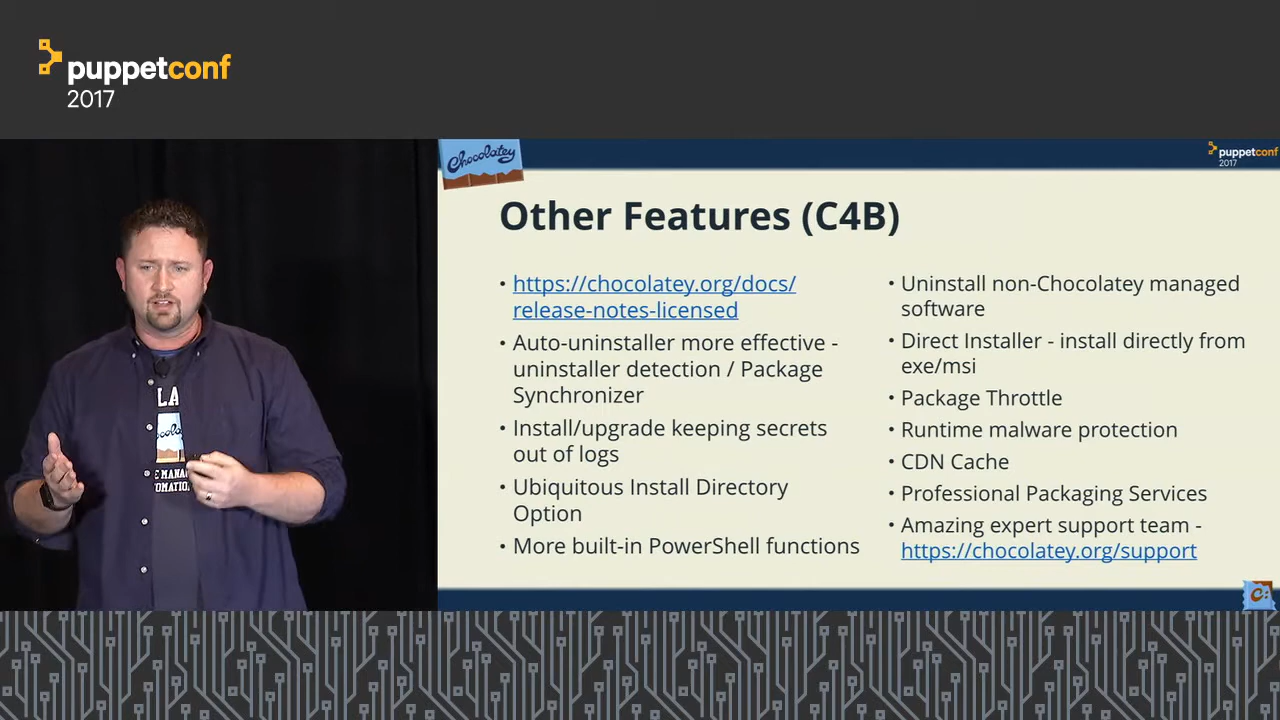 puppetconf
2017
Chocolatey
puppetconf
2017
Other Features (C4B)
• https://chocolatey.org/docs/
release-notes-licensed
• Auto-uninstaller more effective -
uninstaller detection / Package
Synchronizer
• Install/upgrade keeping secrets
out of logs
• Ubiquitous Install Directory
Option
• More built-in PowerShell functions
• Uninstall non-Chocolatey managed
software
• Direct Installer - install directly from
exe/msi
• Package Throttle
• Runtime malware protection
• CDN Cache
• Professional Packaging Services
• Amazing expert support team -
https://chocolatey.org/support